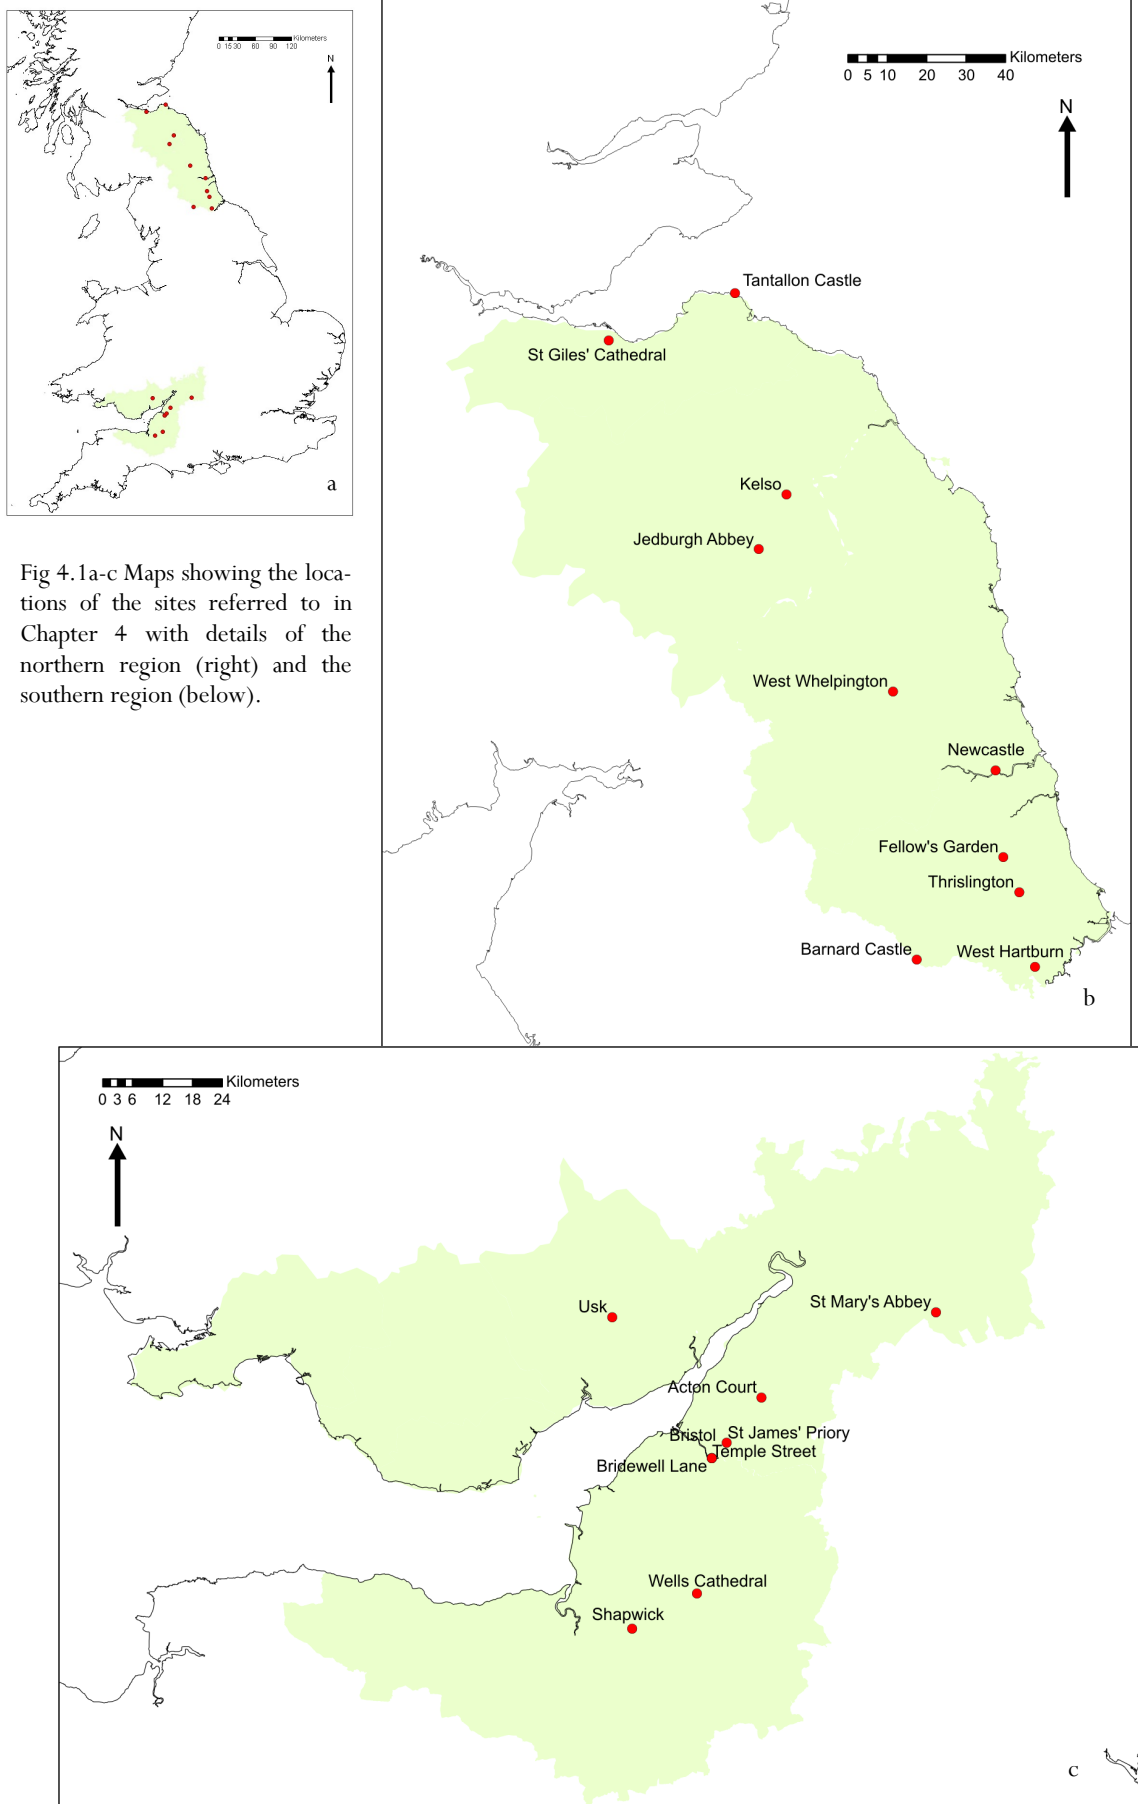 Kilometers
0 15 30 60 90 120
N
a
Fig 4.1a-c Maps showing the loca-
tions of the sites referred to in
Chapter 4 with details of the
northern region (right) and the
southern region (below).
Kilometers
0 5 10 20 30 40
N
Tantallon Castle
St Giles' Cathedral
Kelso
Jedburgh Abbey
West Whelpington
Newcastle
Fellow's Garden
Thrislington
Barnard Castle
West Hartburn
b
Kilometers
0 3 6 12 18 24
N
Usk
St Mary's Abbey
Acton Court
Bristol
St James' Priory
Temple Street
Bridewell Lane
Wells Cathedral
Shapwick
c